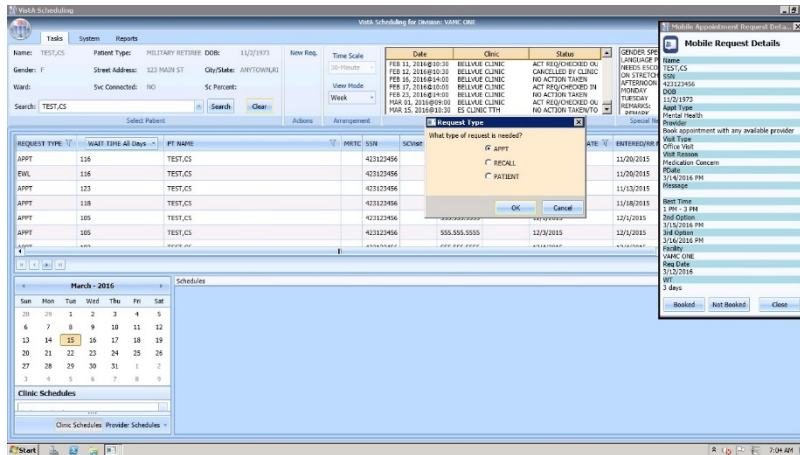 VistA Scheduling
VistA Scheduling for Division: VAMC ONE
Tasks System Reports
Name: TEST,CS Patient Type: MILITARY RETIREE DOB: 11/2/1973
Gender: F Street Address: 123 MAIN ST City/State: ANYTOWN,RI
Ward: Svc Connected: NO Sc Percent:
Search: TEST,CS Search Clear
Select Patient
New Req.
Actions
Time Scale
30-Minute
View Mode
Week
Arrangement
Date Clinic Status
FEB 11, 2016@10:30 BELLVUE CLINIC ACT REQ/CHECKED OU
FEB 12, 2016@10:30 BELLVUE CLINIC CANCELLED BY CLINIC
FEB 16, 2016@14:00 BELLVUE CLINIC NO ACTION TAKEN
FEB 17, 2016@10:00 BELLVUE CLINIC ACT REQ/CHECKED IN
FEB 23, 2016@14:00 BELLVUE CLINIC NO ACTION TAKEN
MAR 01, 2016@09:00 BELLVUE CLINIC ACT REQ/CHECKED OU
MAR 15, 2016@10:30 ES CLINIC TTH NO ACTION TAKEN/TO
GENDER SPE
LANGUAGE P
NEEDS ESCO
ON STRETCH
AFTERNOON
MONDAY
TUESDAY
REMARKS:
Special Ne
Request Type
What type of request is needed?
APPT
RECALL
PATIENT
OK Cancel
REQUEST TYPE WAIT TIME All Days PT NAME MRTC SSN SCVisit ATE ENTERED/RR
APPT 116 TEST,CS 423123456 11/20/2015
EWL 116 TEST,CS 423123456 11/20/2015
APPT 123 TEST,CS 423123456 11/13/2015
APPT 118 TEST,CS 423123456 11/18/2015
APPT 105 TEST,CS 423123456 12/1/2015
APPT 105 TEST,CS 423123456 555.555.5555 12/3/2015 12/1/2015
March - 2016
Sun Mon Tue Wed Thu Fri Sat
28 29 1 2 3 4 5
6 7 8 9 10 11 12
13 14 15 16 17 18 19
20 21 22 23 24 25 26
27 28 29 30 31 1 2
3 4 5 6 7 8 9
Clinic Schedules
Clinic Schedules Provider Schedules
Schedules
Mobile Appointment Request Deta...
Mobile Request Details
Name
TEST,CS
SSN
423123456
DOB
11/2/1973
Appt Type
Mental Health
Provider
Book appointment with any available provider
Visit Type
Office Visit
Visit Reason
Medication Concern
PDate
3/14/2016 PM
Message
Best Time
1 PM - 3 PM
2nd Option
3/15/2016 PM
3rd Option
3/16/2016 PM
Facility
VAMC ONE
Req Date
3/12/2016
WT
3 days
Booked Not Booked Close
Start 7:04 AM